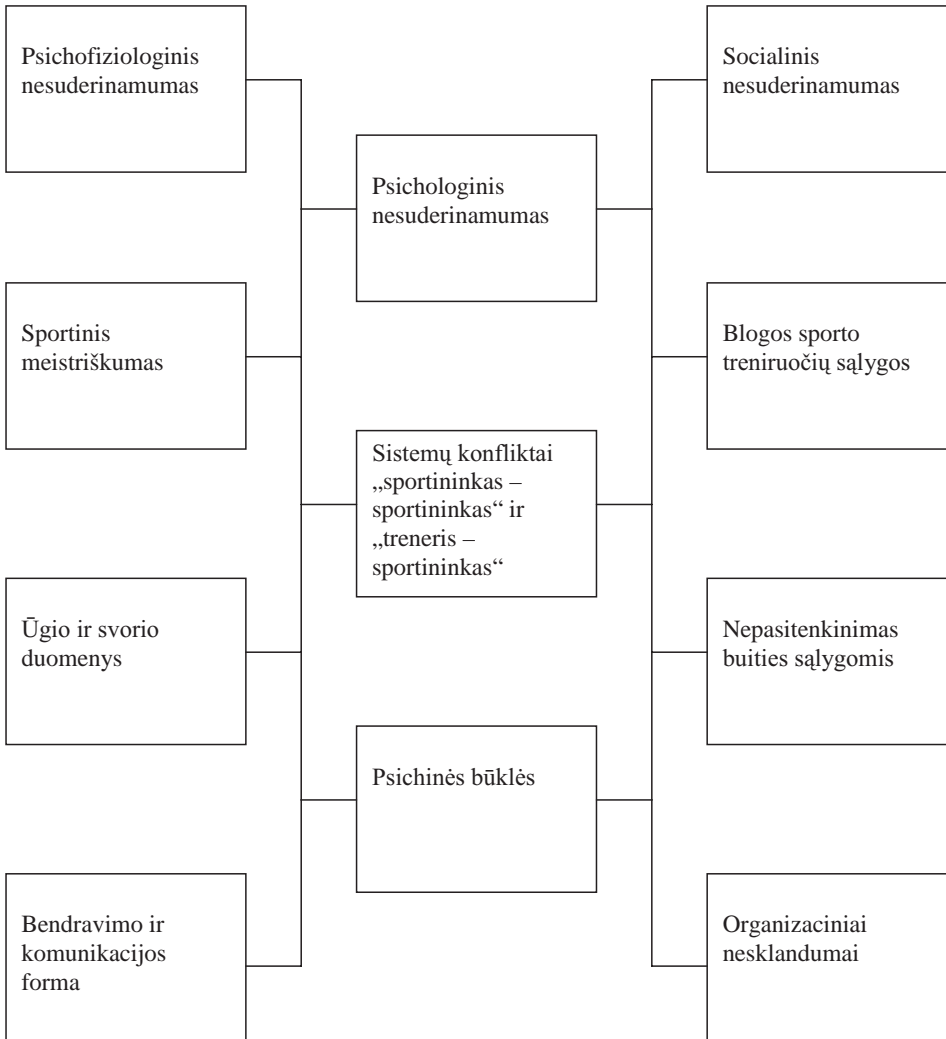 Psichofiziologinis
nesuderinamumas
Socialinis
nesuderinamumas
Psichologinis
nesuderinamumas
Sportinis
meistriškumas
Blogos sporto
treniruočių sąlygos
Sistemų konfliktai
„sportininkas –
sportininkas“ ir
„treneris –
sportininkas“
Ūgio ir svorio
duomenys
Nepasitenkinimas
buities sąlygomis
Psichinės būklės
Bendravimo ir
komunikacijos
forma
Organizaciniai
nesklandumai